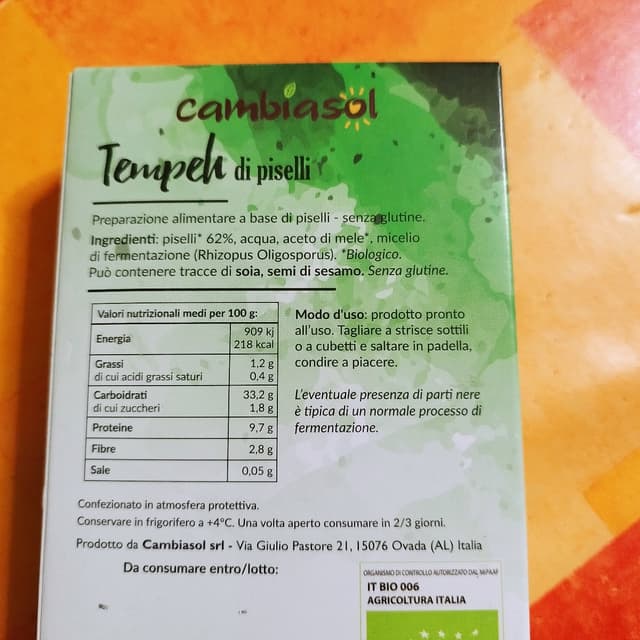 cambiasol
Tempeh di piselli
Preparazione alimentare a base di piselli - senza glutine.
Ingredienti: piselli* 62%, acqua, aceto di mele*, micelio
di fermentazione (Rhizopus Oligosporus). *Biologico.
Può contenere tracce di soia, semi di sesamo. Senza glutine.
Valori nutrizionali medi per 100 g:
Energia 909 kj
218 kcal
Grassi 1,2 g
di cui acidi grassi saturi 0,4 g
Carboidrati 33,2 g
di cui zuccheri 1,8 g
Proteine 9,7 g
Fibre 2,8 g
Sale 0,05 g
Modo d'uso: prodotto pronto
all'uso. Tagliare a strisce sottili
o a cubetti e saltare in padella,
condire a piacere.
L'eventuale presenza di parti nere
è tipica di un normale processo di
fermentazione.
Confezionato in atmosfera protettiva.
Conservare in frigorifero a +4°C. Una volta aperto consumare in 2/3 giorni.
Prodotto da Cambiasol srl - Via Giulio Pastore 21, 15076 Ovada (AL) Italia
Da consumare entro/lotto:
ORGANISMO DI CONTROLLO AUTORIZZATO DAL MiPAAF
IT BIO 006
AGRICOLTURA ITALIA